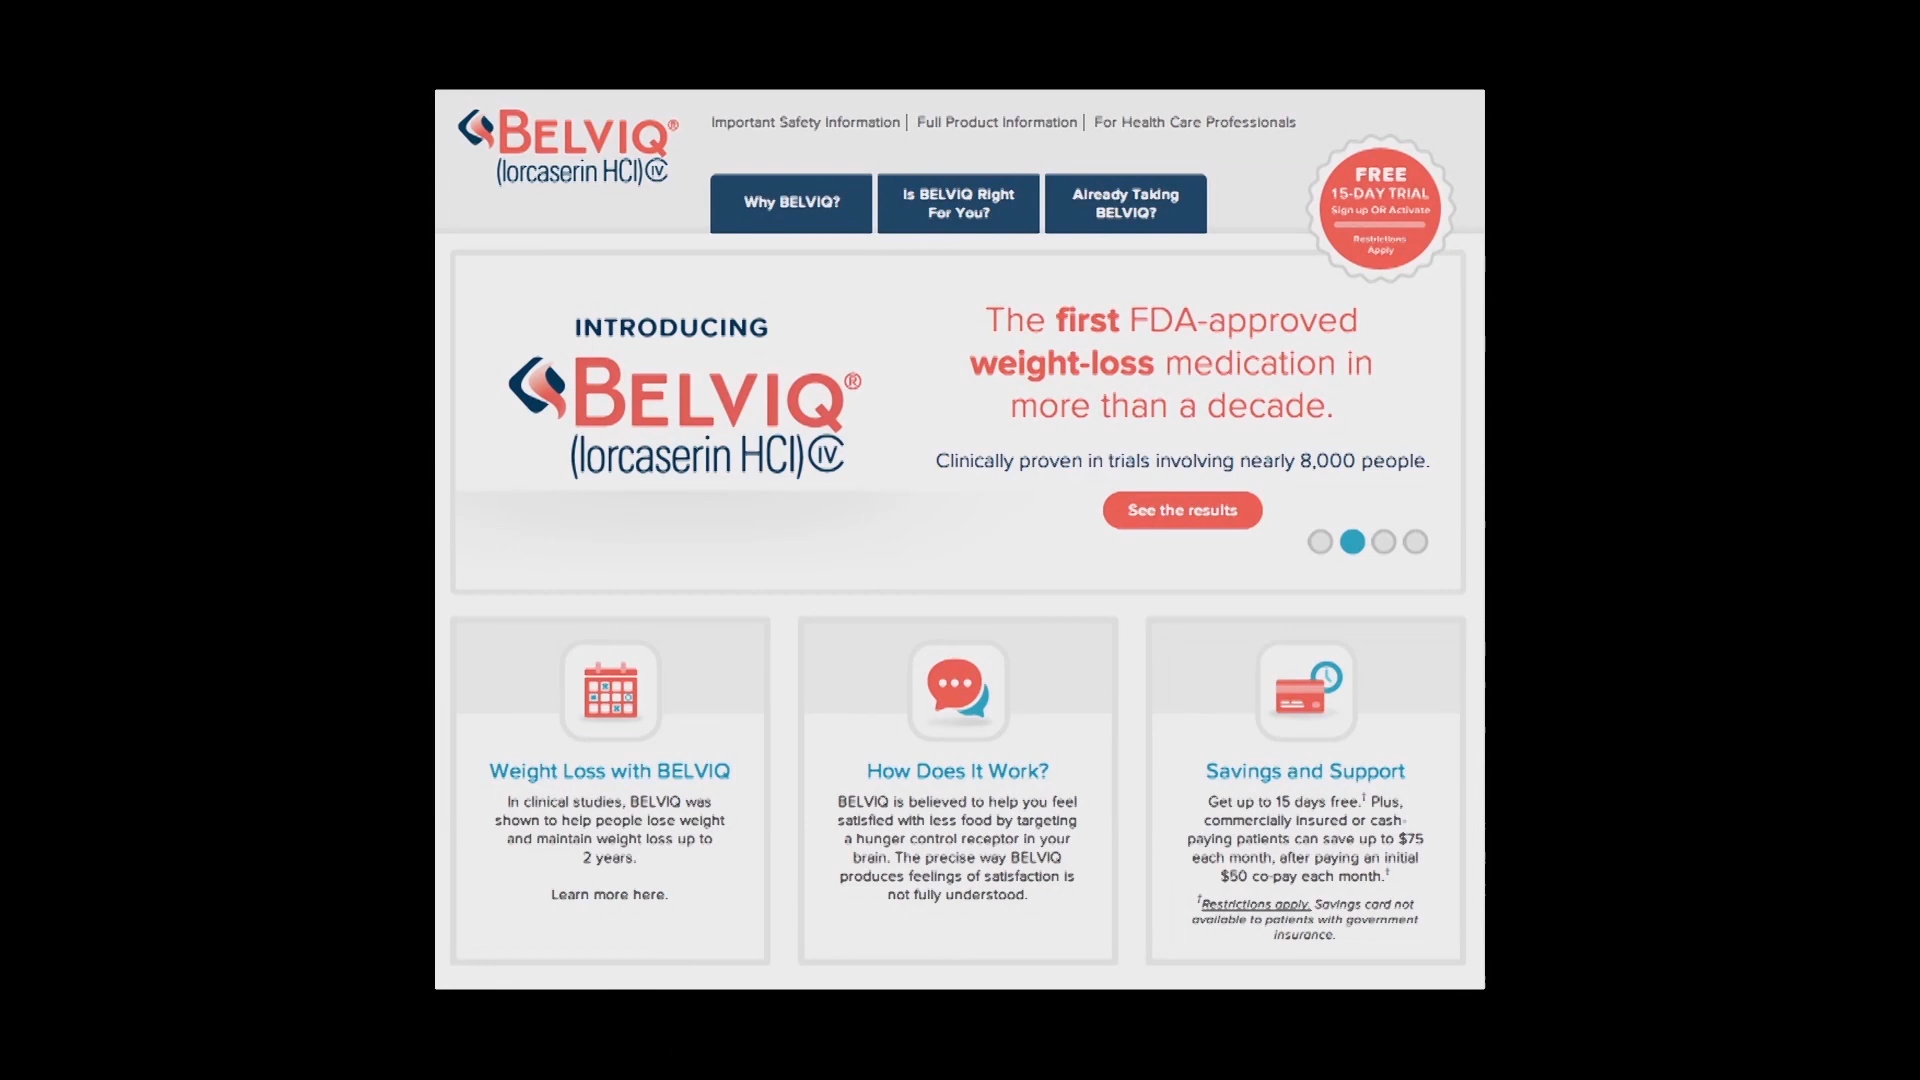 BELVIQ®
(lorcaserin HCl) CIV
Important Safety Information | Full Product Information | For Health Care Professionals
Why BELVIQ?
Is BELVIQ Right
For You?
Already Taking
BELVIQ?
FREE
15-DAY TRIAL
Sign up OR Activate
Restrictions
Apply
INTRODUCING
BELVIQ®
(lorcaserin HCl) CIV
The first FDA-approved
weight-loss medication in
more than a decade.
Clinically proven in trials involving nearly 8,000 people.
See the results
Weight Loss with BELVIQ
In clinical studies, BELVIQ was
shown to help people lose weight
and maintain weight loss up to
2 years.
Learn more here.
How Does It Work?
BELVIQ is believed to help you feel
satisfied with less food by targeting
a hunger control receptor in your
brain. The precise way BELVIQ
produces feelings of satisfaction is
not fully understood.
Savings and Support
Get up to 15 days free.† Plus,
commercially insured or cash-
paying patients can save up to $75
each month, after paying an initial
$50 co-pay each month.†
†Restrictions apply. Savings card not
available to patients with government
insurance.